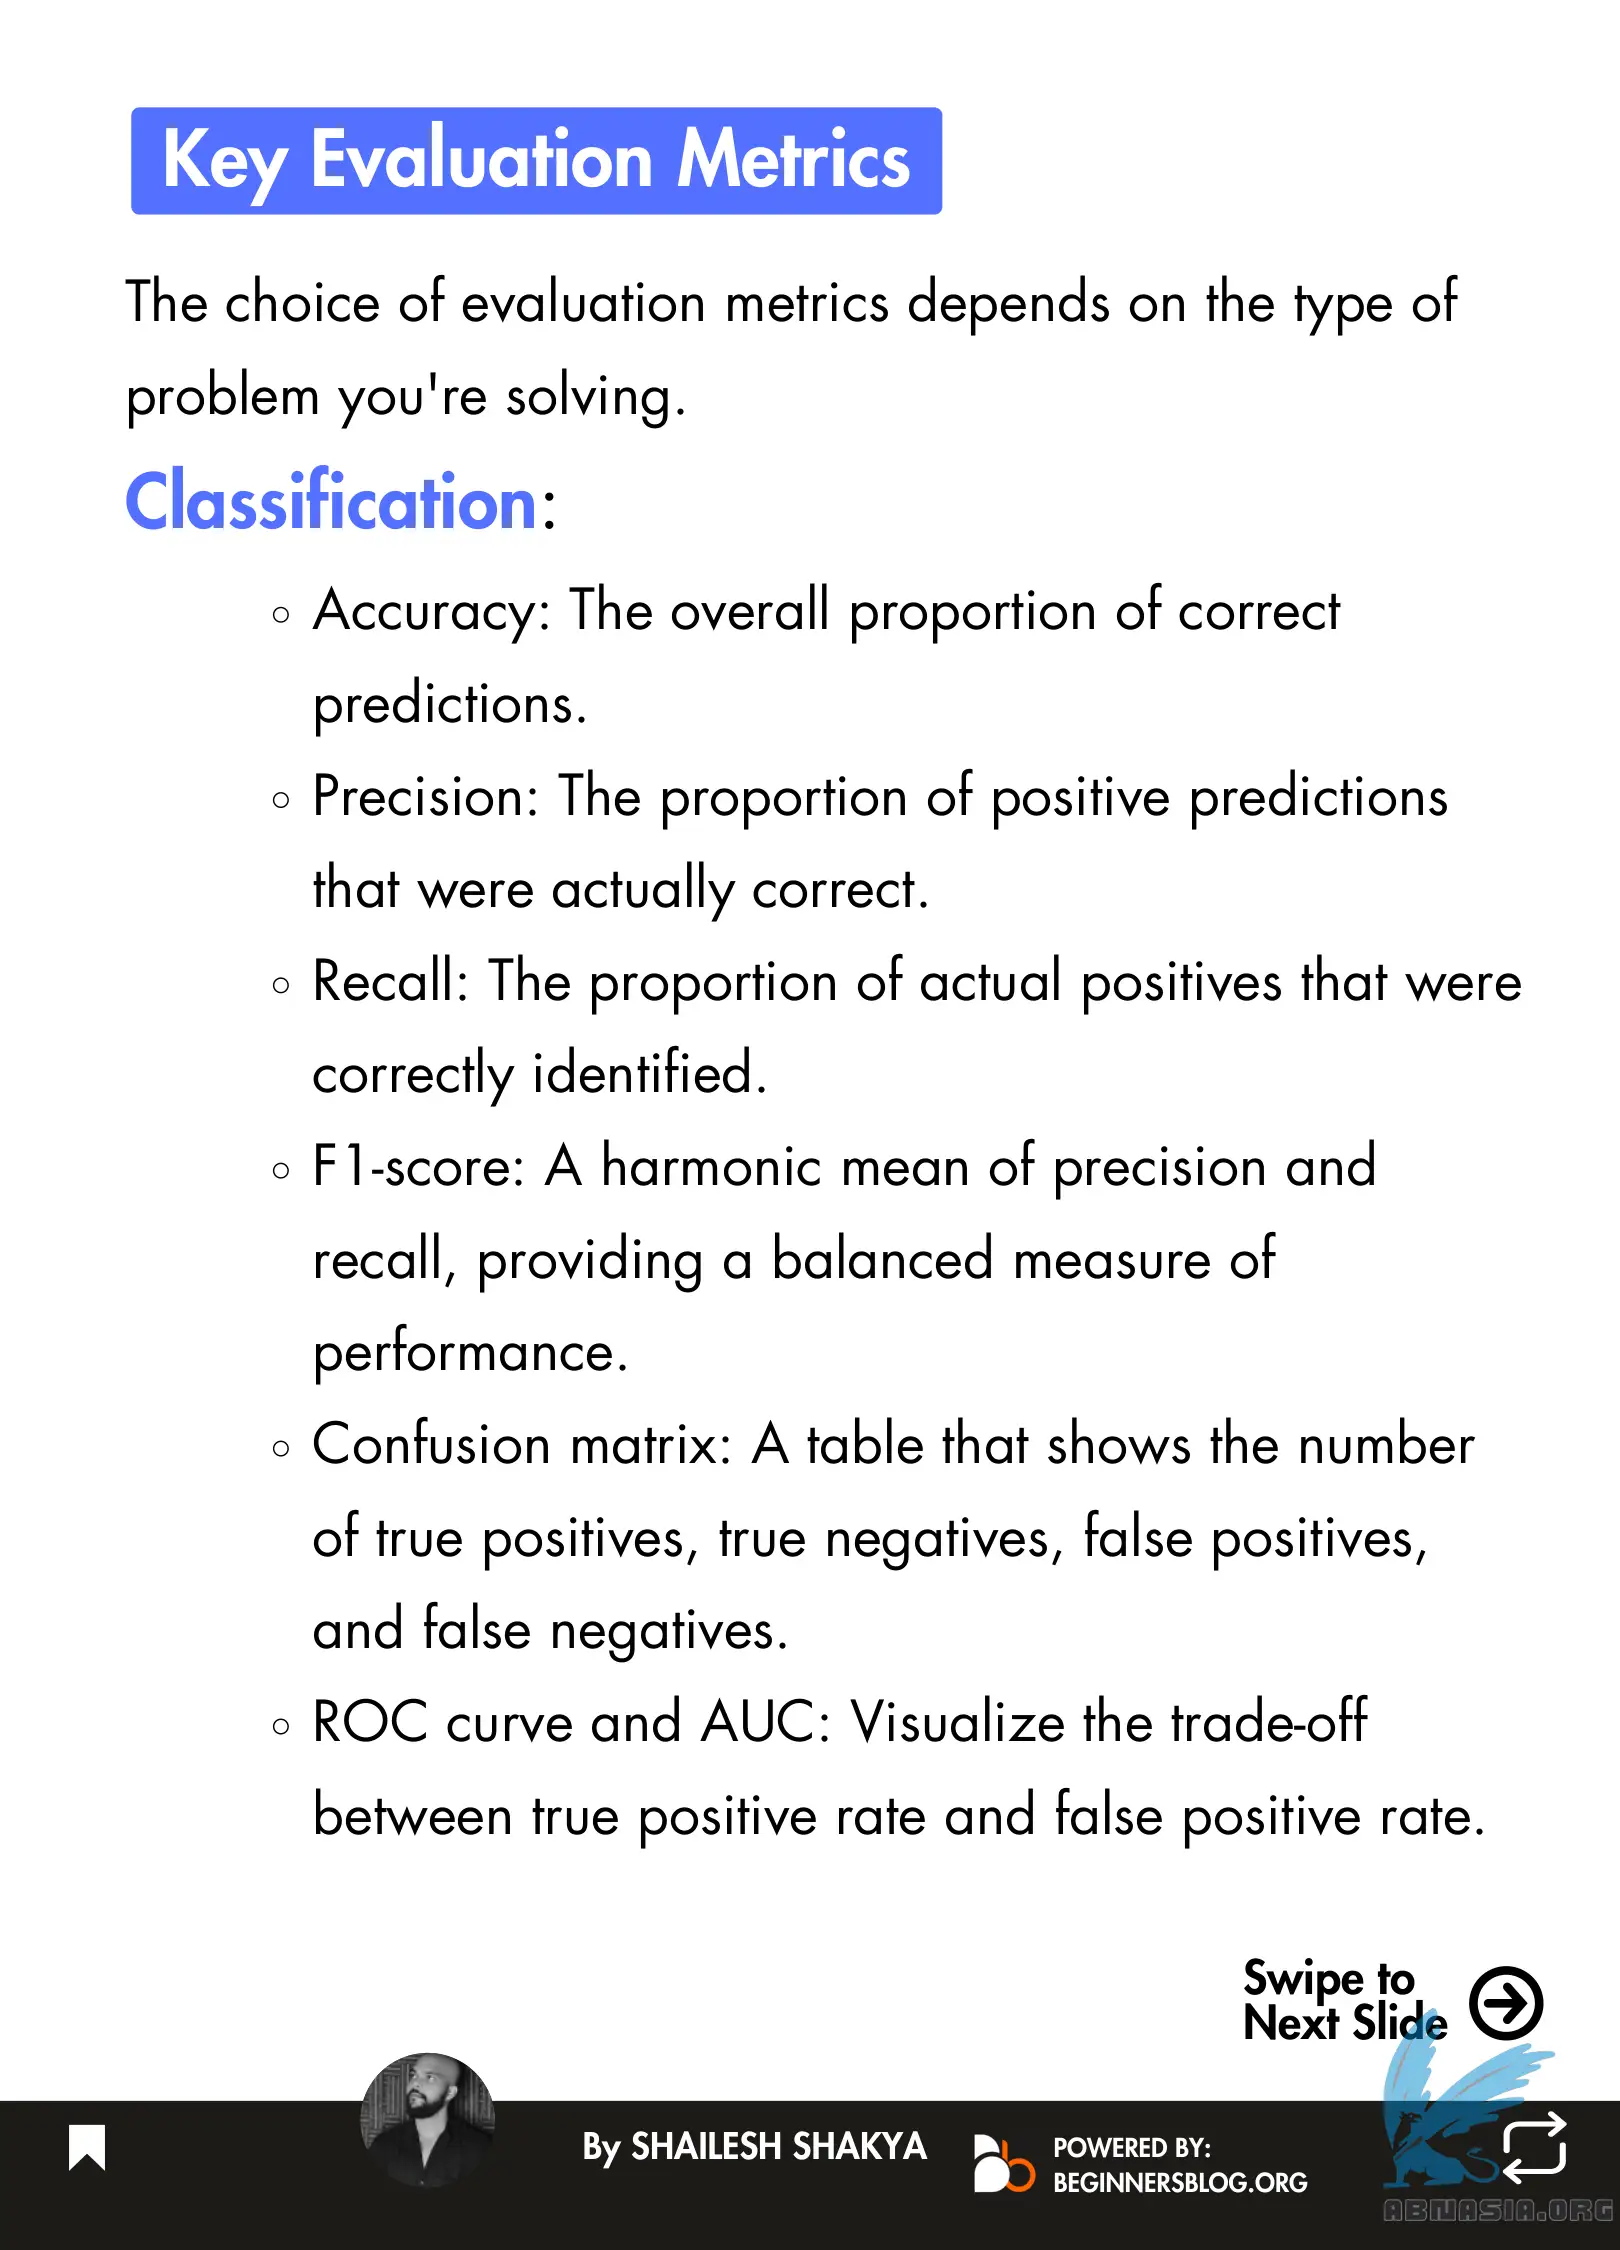 Key Evaluation Metrics
The choice of evaluation metrics depends on the type of
problem you're solving.
Classification:
Accuracy: The overall proportion of correct
predictions.
Precision: The proportion of positive predictions
that were actually correct.
Recall: The proportion of actual positives that were
correctly identified.
F1-score: A harmonic mean of precision and
recall, providing a balanced measure of
performance.
Confusion matrix: A table that shows the number
of true positives, true negatives, false positives,
and false negatives.
ROC curve and AUC: Visualize the trade-off
between true positive rate and false positive rate.
Swipe to
Next Slide
By SHAILESH SHAKYA
POWERED BY:
BEGINNERSBLOG.ORG
ABNASIA.ORG